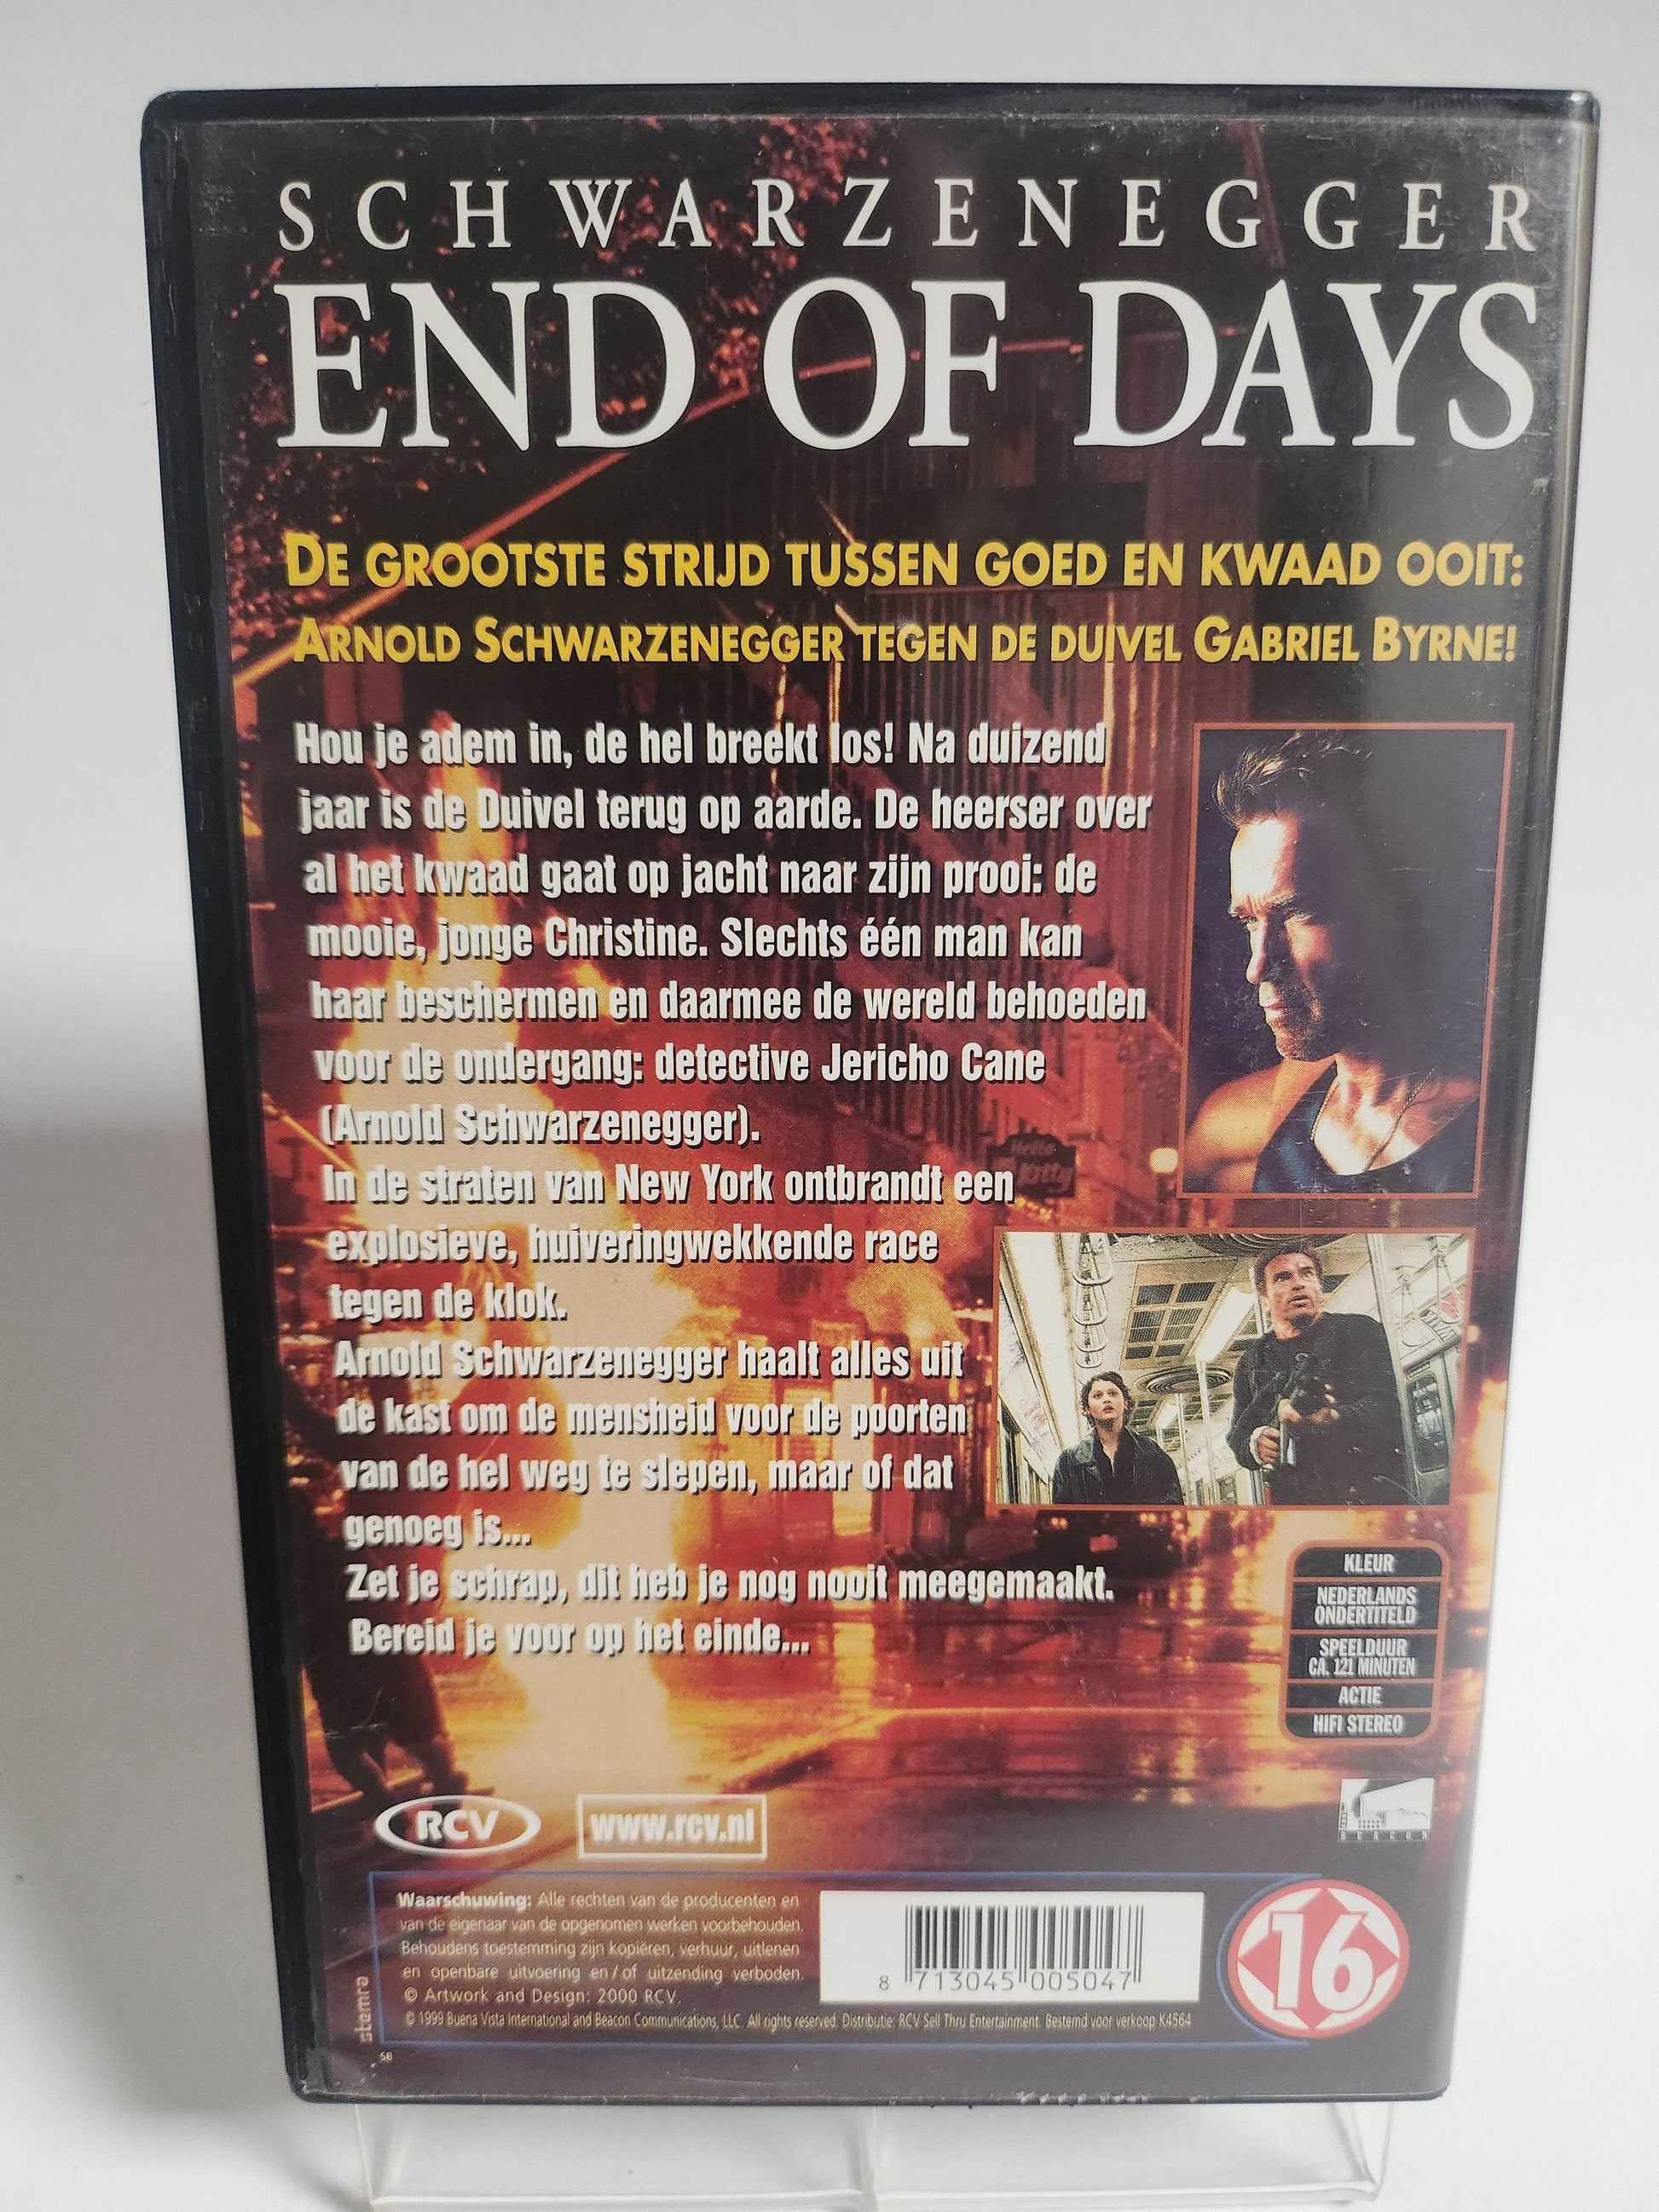 SCHWARZENEGGER
END OF DAYS
DE GROOTSTE STRIJD TUSSEN GOED EN KWAAD OOIT:
ARNOLD SCHWARZENEGGER TEGEN DE DUIVEL GABRIEL BYRNE!
Hou je adem in, de hel breekt los! Na duizend
jaar is de Duivel terug op aarde. De heerser over
al het kwaad gaat op jacht naar zijn prooi: de
mooie, jonge Christine. Slechts één man kan
haar beschermen en daarmee de wereld behoeden
voor de ondergang: detective Jericho Cane
(Arnold Schwarzenegger).
In de straten van New York ontbrandt een
explosieve, huiveringwekkende race
tegen de klok.
Arnold Schwarzenegger haalt alles uit
de kast om de mensheid voor de poorten
van de hel weg te slepen, maar of dat
genoeg is...
Zet je schrap, dit heb je nog nooit meegemaakt.
Bereid je voor op het einde...
Hello
Kitty
KLEUR
NEDERLANDS
ONDERTITELD
SPEELDUUR
CA. 121 MINUTEN
ACTIE
HIFI STEREO
RCV
www.rcv.nl
BEACON
Waarschuwing: Alle rechten van de producenten en
van de eigenaar van de opgenomen werken voorbehouden.
Behoudens toestemming zijn kopiëren, verhuur, uitlenen
en openbare uitvoering en/of uitzending verboden.
© Artwork and Design: 2000 RCV.
© 1999 Buena Vista International and Beacon Communications, LLC. All rights reserved. Distributie: RCV Sell Thru Entertainment. Bestemd voor verkoop K4564
8 713045 005047
16
stemra
SB